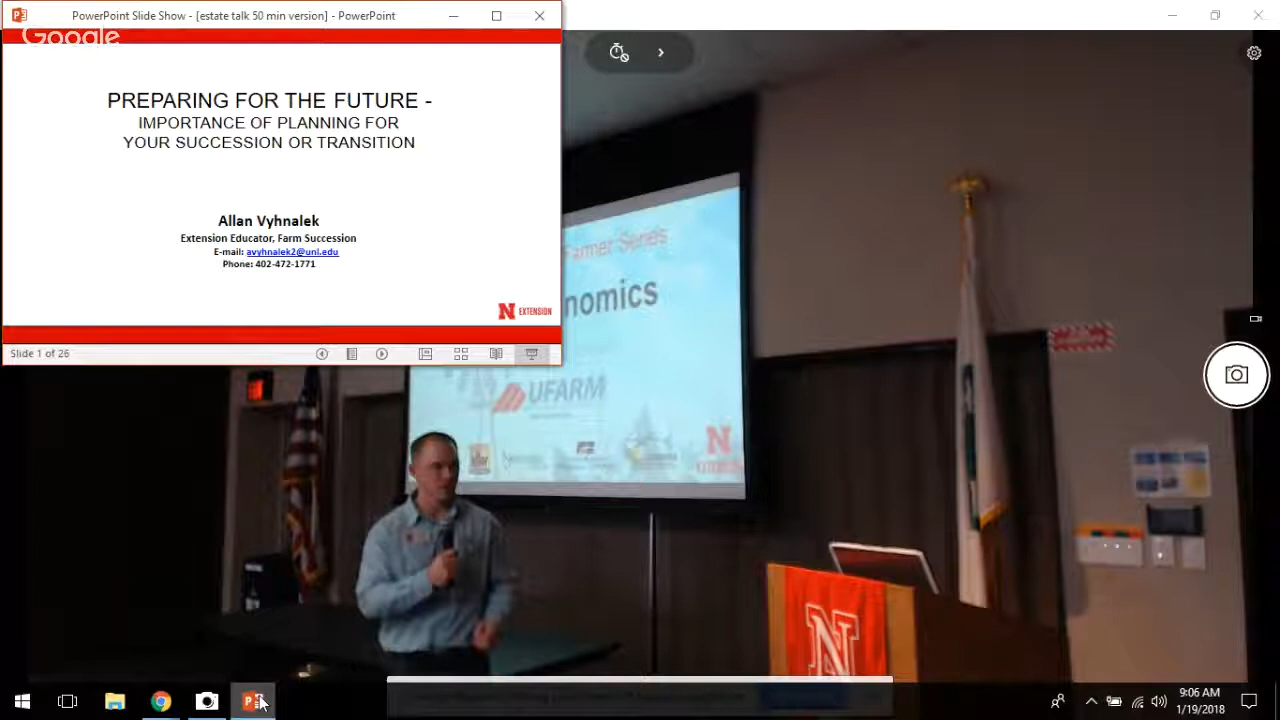 PowerPoint Slide Show - [estate talk 50 min version] - PowerPoint
Google
PREPARING FOR THE FUTURE -
IMPORTANCE OF PLANNING FOR
YOUR SUCCESSION OR TRANSITION
Allan Vyhnalek
Extension Educator, Farm Succession
E-mail: avyhnalek2@unl.edu
Phone: 402-472-1771
N EXTENSION
Slide 1 of 26
Farmer Series
nomics
UFARM
N
N
9:06 AM
1/19/2018